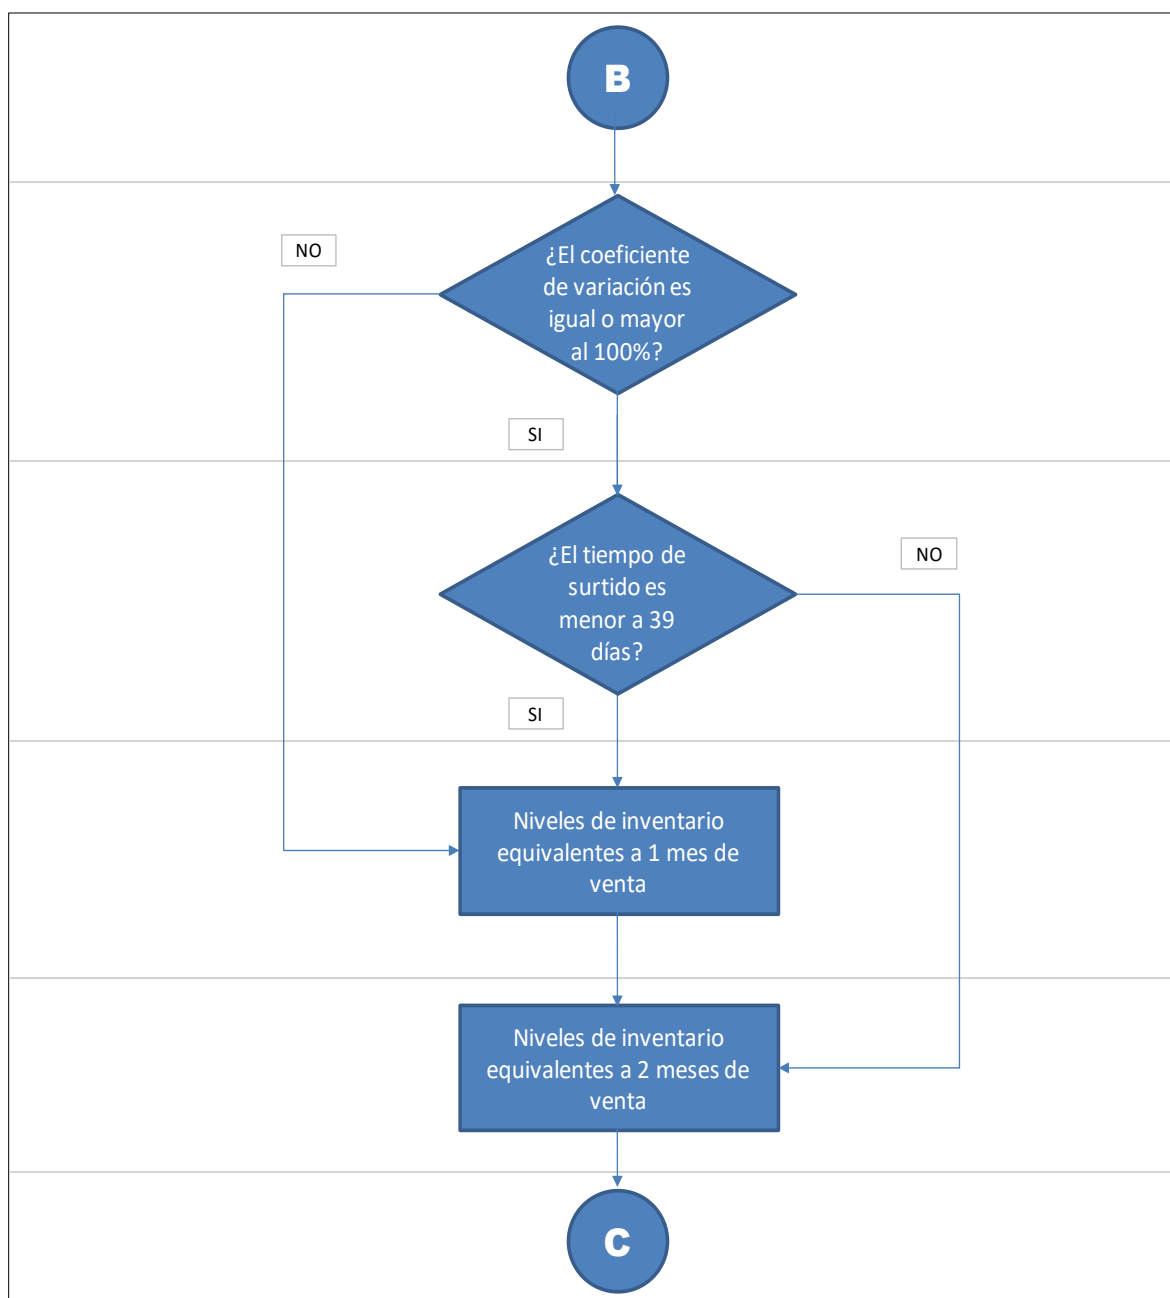 B
NO
¿El coeficiente
de variación es
igual o mayor
al 100%?
SI
¿El tiempo de
surtido es
menor a 39
días?
NO
SI
Niveles de inventario
equivalentes a 1 mes de
venta
Niveles de inventario
equivalentes a 2 meses de
venta
C